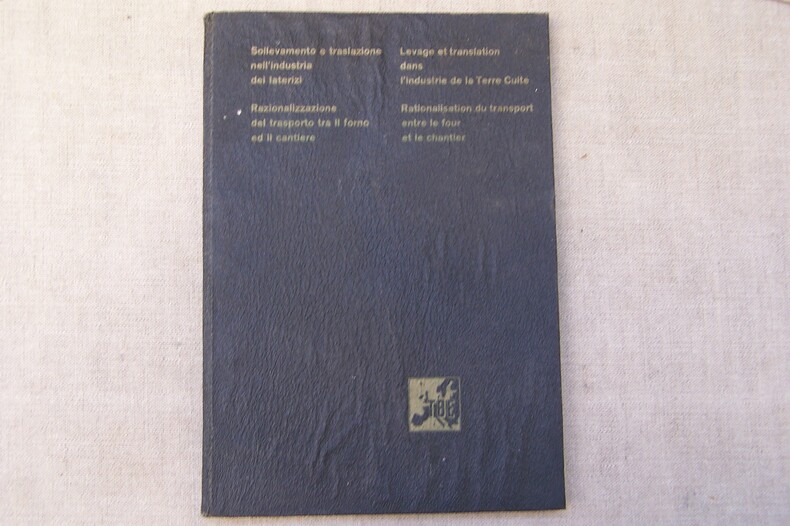 Sollevamento e traslazione
nell'industria
dei laterizi
Razionalizzazione
del trasporto tra il forno
ed il cantiere
Levage et translation
dans
l'industrie de la Terre Cuite
Rationalisation du transport
entre le four
et le chantier
TBE